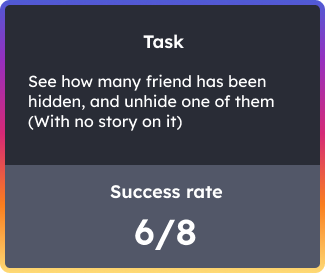 Task
See how many friend has been
hidden, and unhide one of them
(With no story on it)
Success rate
6/8